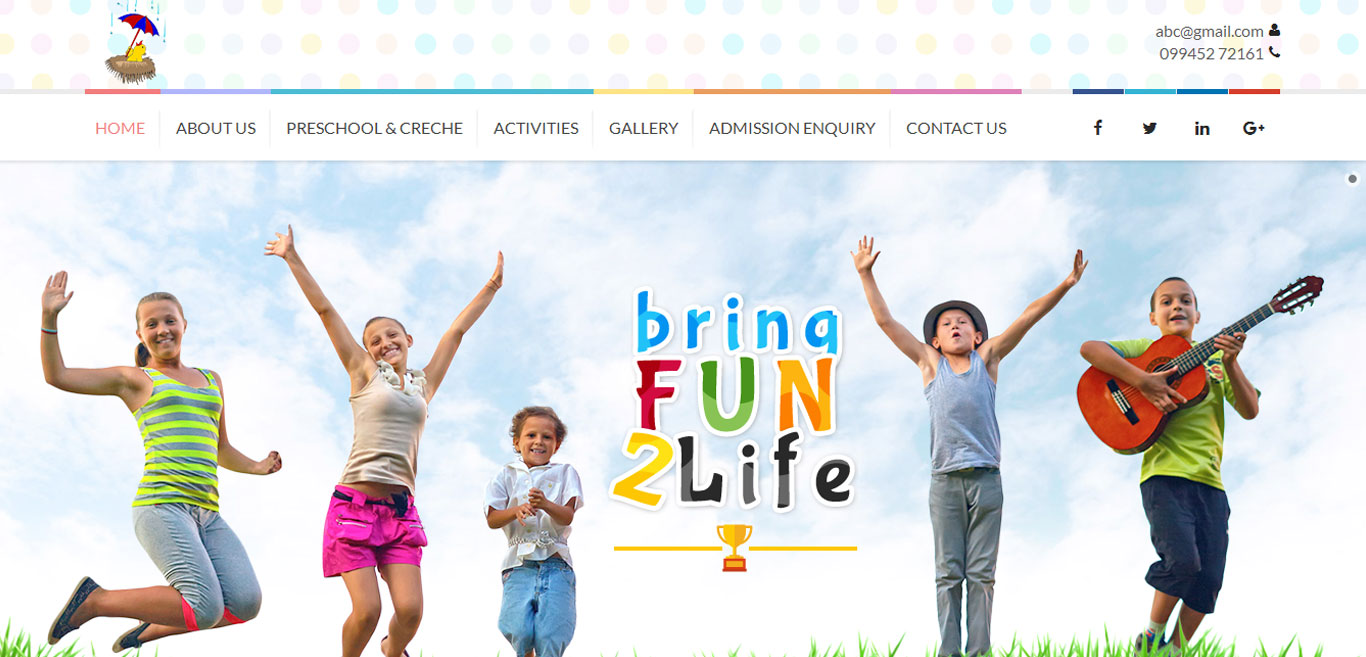 abc@gmail.com
099452 72161
HOME ABOUT US PRESCHOOL & CRECHE ACTIVITIES GALLERY ADMISSION ENQUIRY CONTACT US f in G+
bring
FUN
2Life